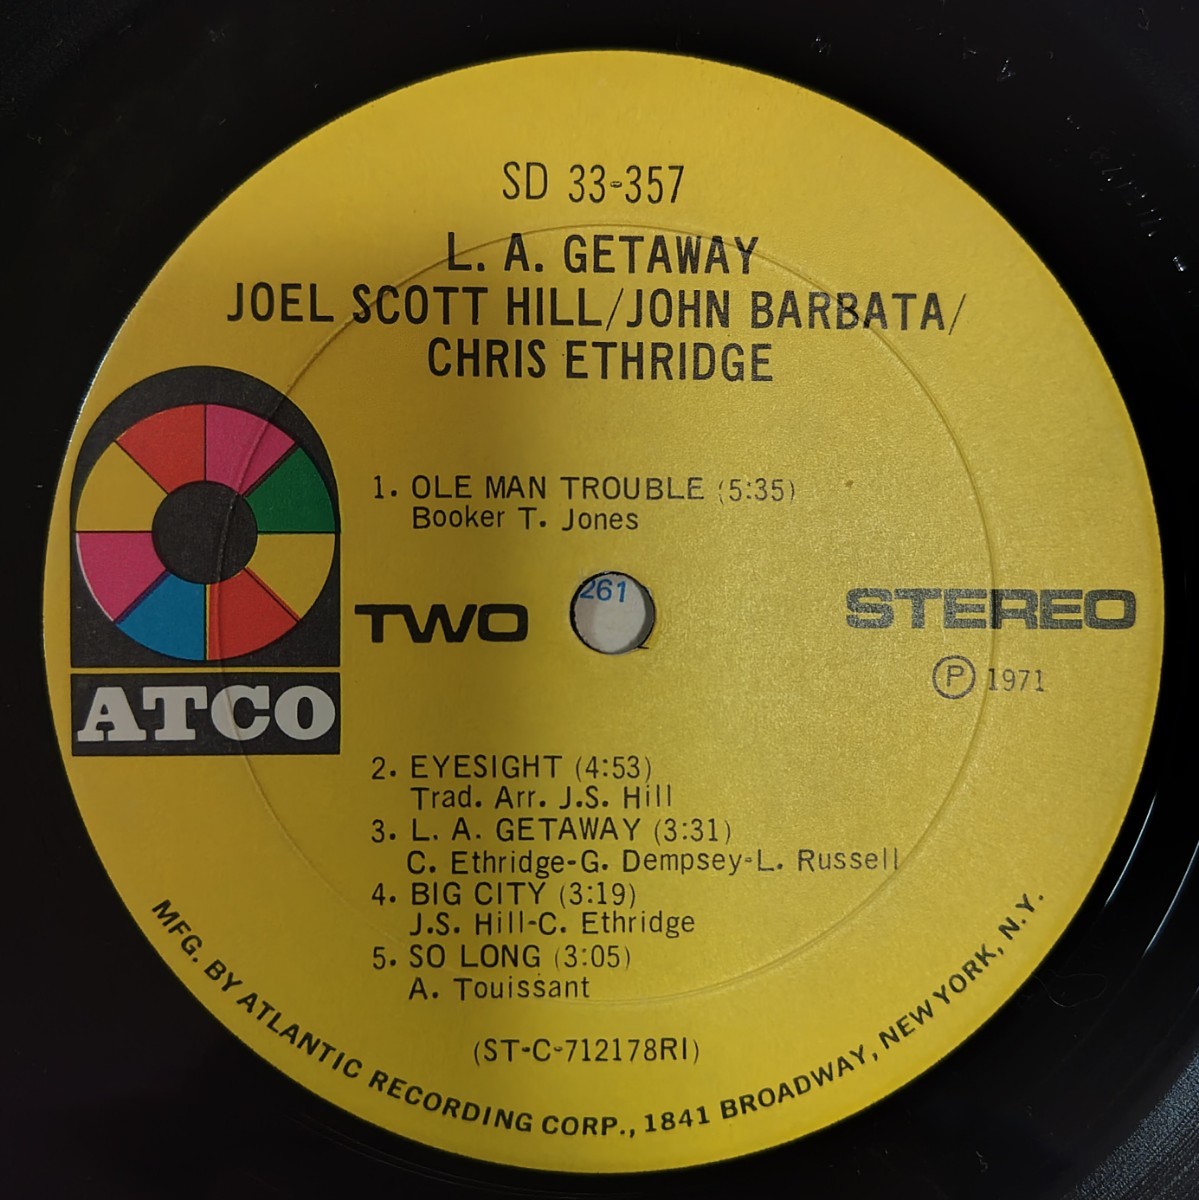 SD 33-357
L. A. GETAWAY
JOEL SCOTT HILL/JOHN BARBATA/
CHRIS ETHRIDGE
1. OLE MAN TROUBLE (5:35)
Booker T. Jones
261
TWO
STEREO
Ⓟ 1971
ATCO
2. EYESIGHT (4:53)
Trad. Arr. J.S. Hill
3. L. A. GETAWAY (3:31)
C. Ethridge-G. Dempsey-L. Russell
4. BIG CITY (3:19)
J.S. Hill-C. Ethridge
5. SO LONG (3:05)
A. Touissant
(ST-C-712178RI)
MFG. BY ATLANTIC RECORDING CORP., 1841 BROADWAY, NEW YORK, N.Y.